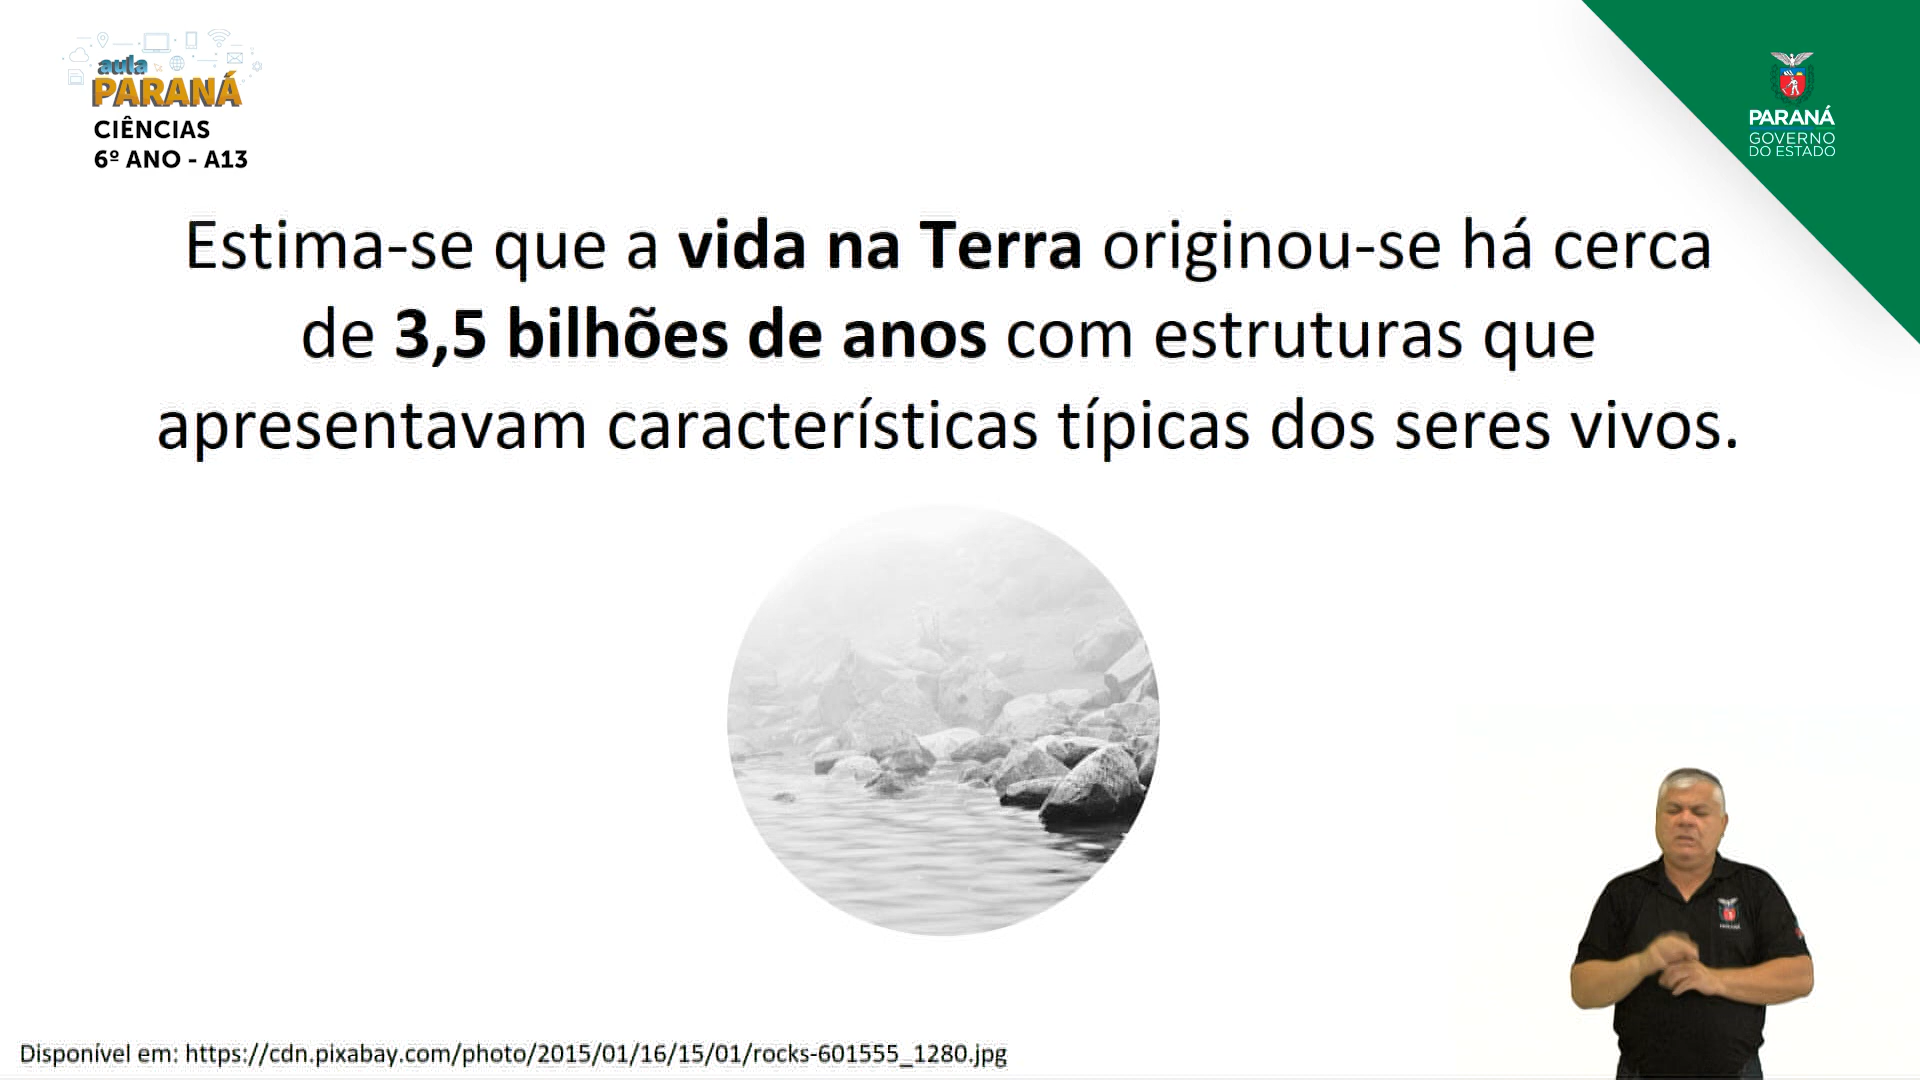 aula
PARANÁ
CIÊNCIAS
6º ANO - A13
PARANÁ
GOVERNO
DO ESTADO
Estima-se que a vida na Terra originou-se há cerca
de 3,5 bilhões de anos com estruturas que
apresentavam características típicas dos seres vivos.
Disponível em: https://cdn.pixabay.com/photo/2015/01/16/15/01/rocks-601555_1280.jpg